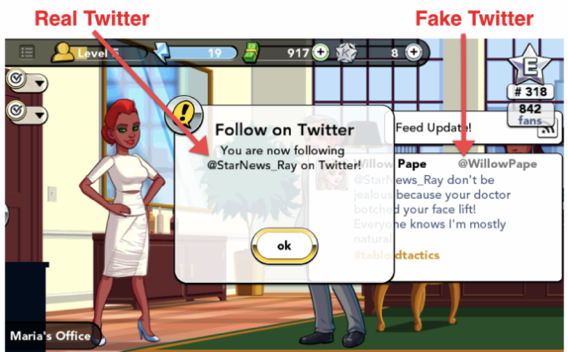 Real Twitter
Fake Twitter
Level 5
19
917
8
E
# 318
842
fans
Feed Update!
Follow on Twitter
You are now following
@StarNews_Ray on Twitter!
ok
Willow Pape @WillowPape
@StarNews_Ray don't be
jealous because your doctor
botched your face lift!
Everyone knows I'm mostly
natural
#tabloidtactics
Maria's Office